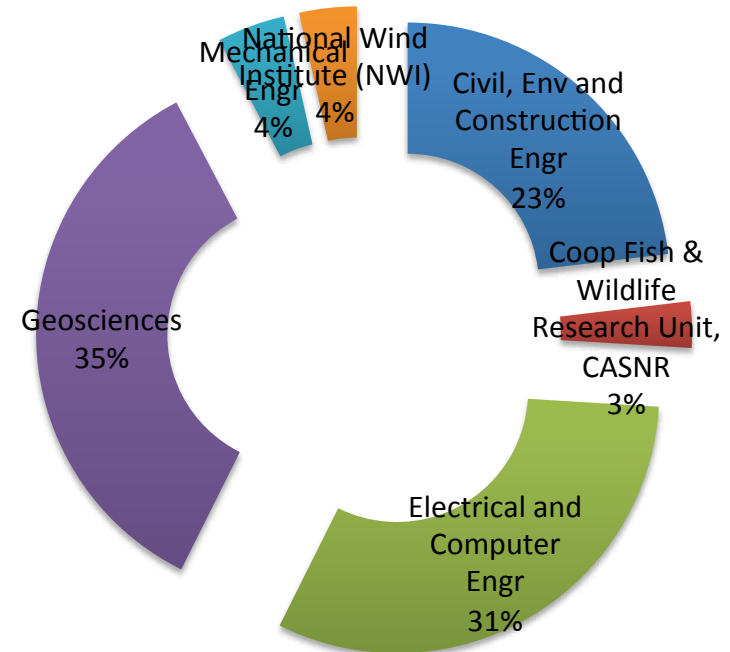 National Wind
Institute (NWI)
4%
Mechanical
Engr
4%
Civil, Env and
Construction
Engr
23%
Coop Fish &
Wildlife
Research Unit,
CASNR
3%
Geosciences
35%
Electrical and
Computer
Engr
31%